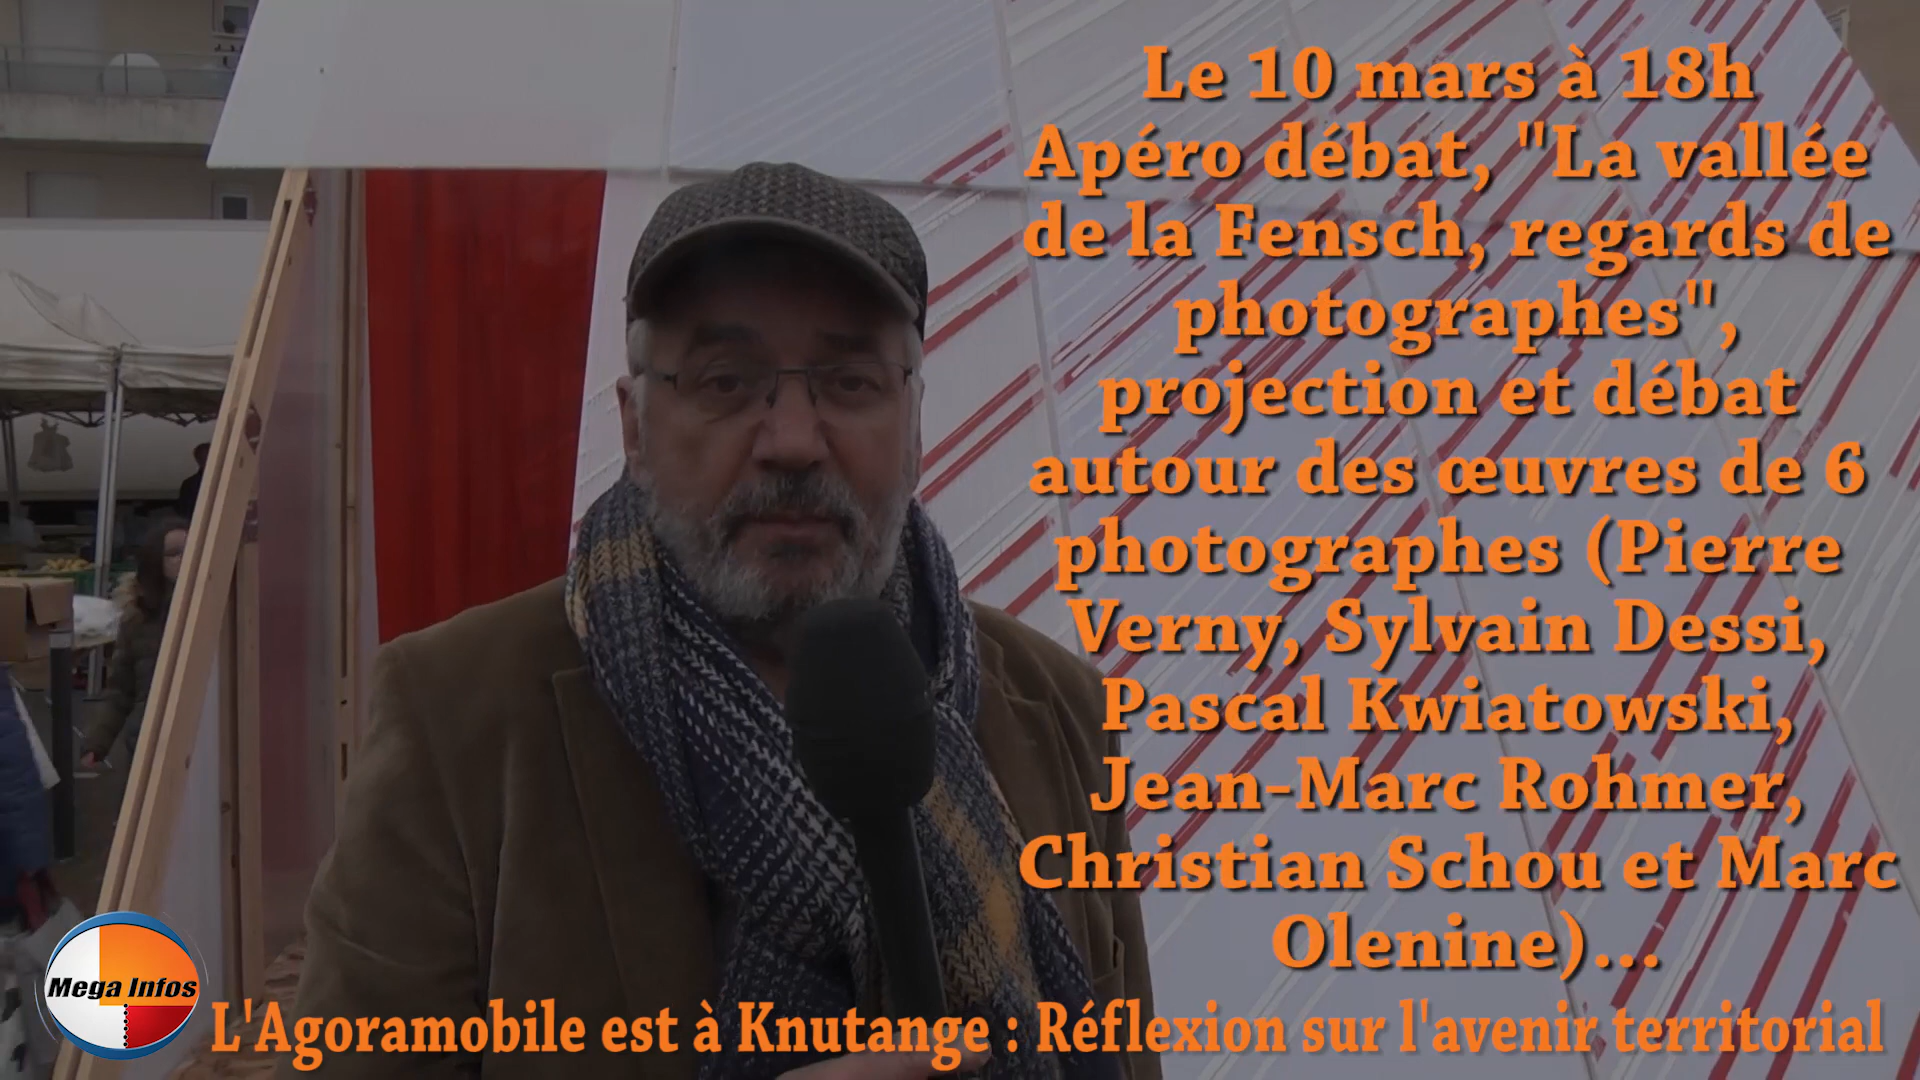 Le 10 mars à 18h
Apéro débat, "La vallée
de la Fensch, regards de
photographes",
projection et débat
autour des œuvres de 6
photographes (Pierre
Verny, Sylvain Dessi,
Pascal Kwiatowski,
Jean-Marc Rohmer,
Christian Schou et Marc
Olenine)...
Mega Infos
L'Agoramobile est à Knutange : Réflexion sur l'avenir territorial